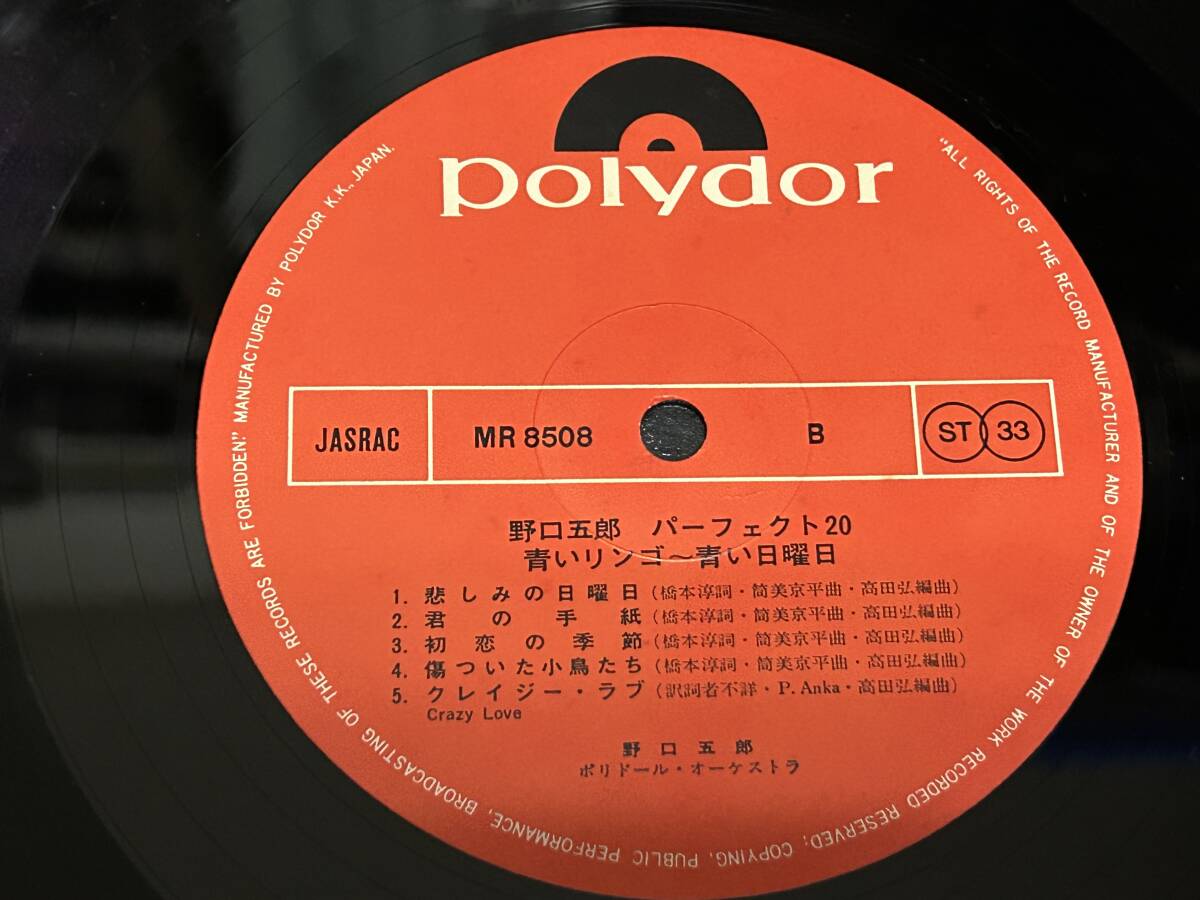 polydor
JASRAC MR 8508 B ST 33
野口五郎 パーフェクト20
青いリンゴ～青い日曜日
1. 悲しみの日曜日 (橋本淳詞・筒美京平曲・高田弘編曲)
2. 君の手紙 (橋本淳詞・筒美京平曲・高田弘編曲)
3. 初恋の季節 (橋本淳詞・筒美京平曲・高田弘編曲)
4. 傷ついた小鳥たち (橋本淳詞・筒美京平曲・高田弘編曲)
5. クレイジー・ラブ (訳詞者不詳・P. Anka・高田弘編曲)
Crazy Love
野口五郎
ポリドール・オーケストラ
"ALL RIGHTS OF THE RECORD MANUFACTURER AND OF THE OWNER OF THE WORK RECORDED RESERVED; COPYING, PUBLIC PERFORMANCE, BROADCASTING OF THESE RECORDS ARE FORBIDDEN." MANUFACTURED BY POLYDOR K.K., JAPAN.